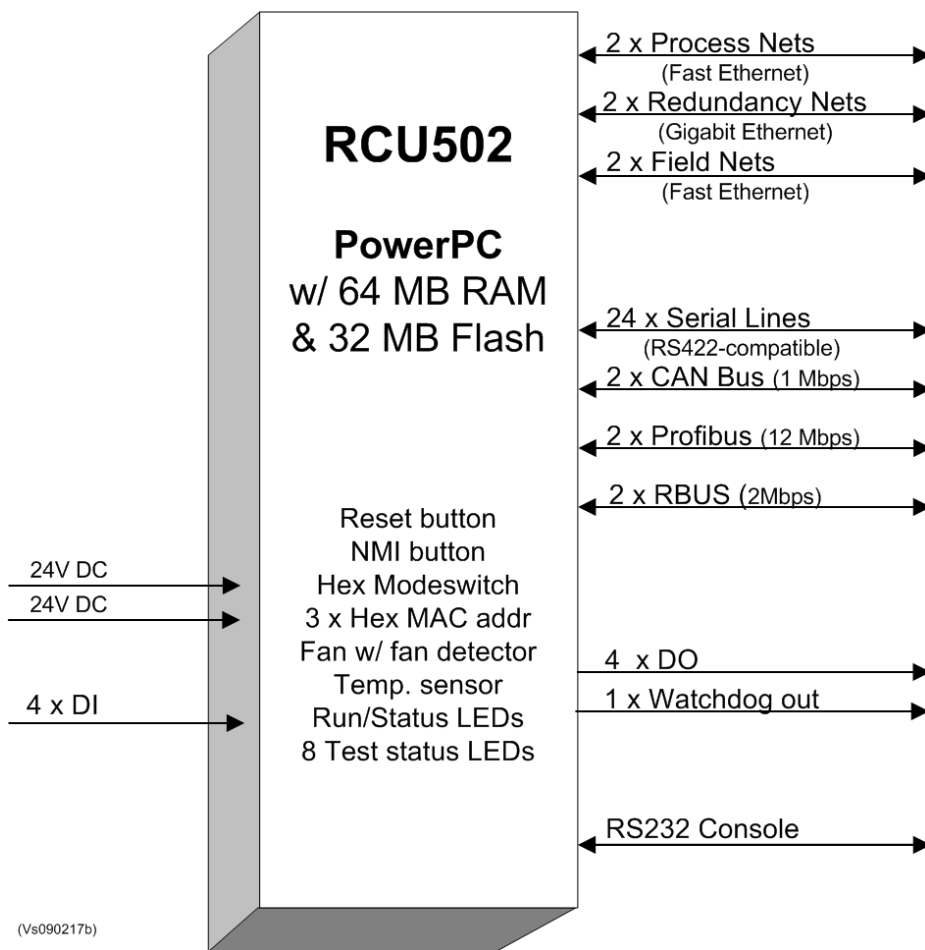 2 x Process Nets
(Fast Ethernet)
2 x Redundancy Nets
(Gigabit Ethernet)
2 x Field Nets
(Fast Ethernet)
RCU502
PowerPC
w/ 64 MB RAM
& 32 MB Flash
24 x Serial Lines
(RS422-compatible)
2 x CAN Bus (1 Mbps)
2 x Profibus (12 Mbps)
2 x RBUS (2Mbps)
Reset button
NMI button
Hex Modeswitch
3 x Hex MAC addr
Fan w/ fan detector
Temp. sensor
Run/Status LEDs
8 Test status LEDs
24V DC
24V DC
4 x DI
4 x DO
1 x Watchdog out
RS232 Console
(Vs090217b)